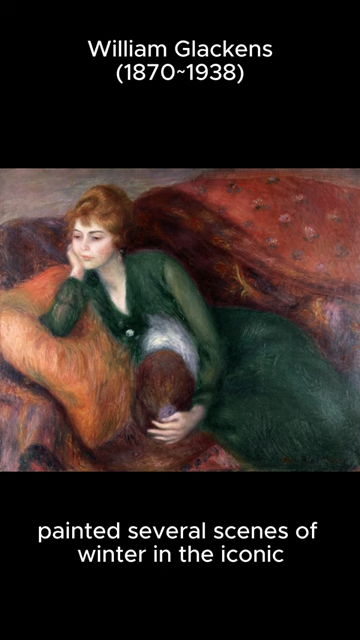 William Glackens
(1870~1938)
painted several scenes of
winter in the iconic